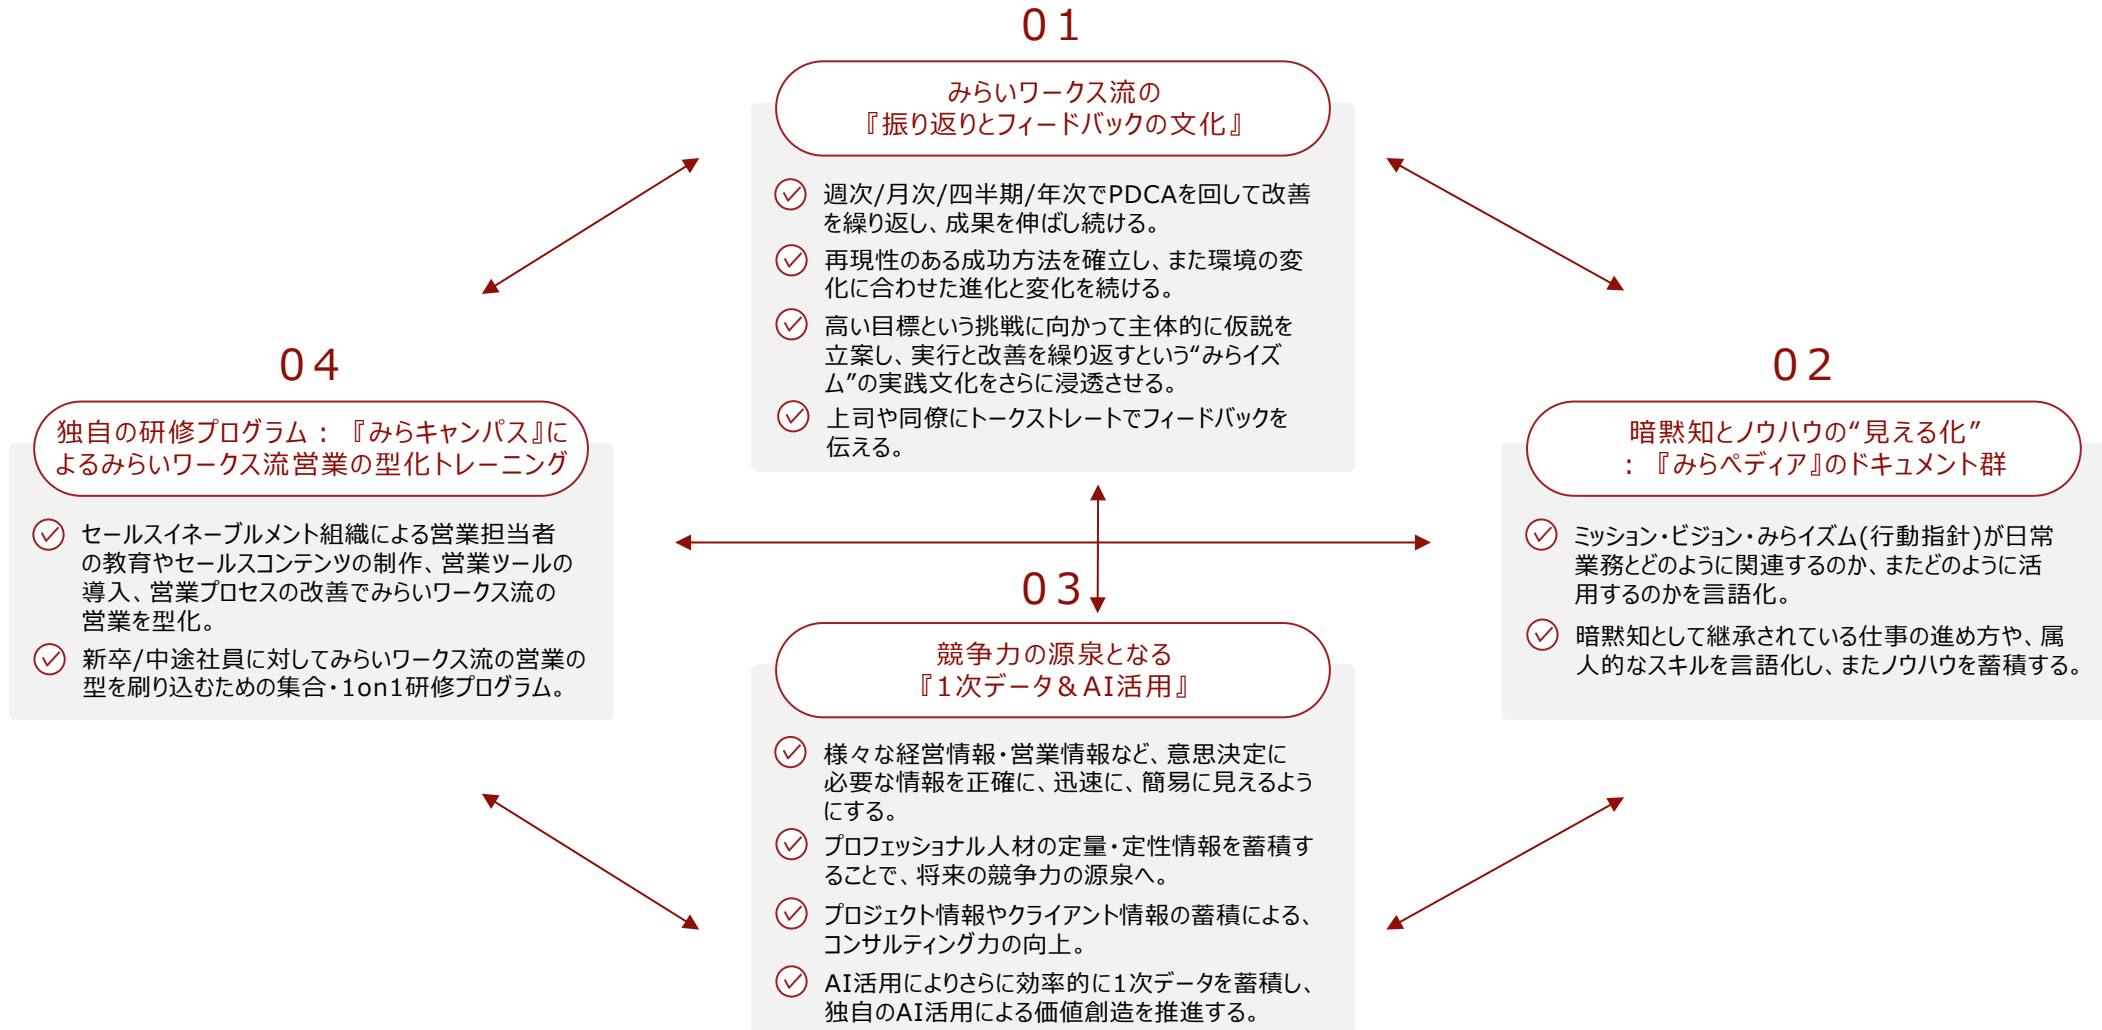 01
みらいワークス流の
『振り返りとフィードバックの文化』
週次/月次/四半期/年次でPDCAを回して改善
を繰り返し、成果を伸ばし続ける。
再現性のある成功方法を確立し、また環境の変
化に合わせた進化と変化を続ける。
高い目標という挑戦に向かって主体的に仮説を
立案し、実行と改善を繰り返すという“みらイズ
ム”の実践文化をさらに浸透させる。
上司や同僚にトークストレートでフィードバックを
伝える。
02
暗黙知とノウハウの“見える化”
：『みらペディア』のドキュメント群
ミッション・ビジョン・みらイズム(行動指針)が日常
業務とどのように関連するのか、またどのように活
用するのかを言語化。
暗黙知として継承されている仕事の進め方や、属
人的なスキルを言語化し、またノウハウを蓄積する。
03
競争力の源泉となる
『1次データ＆AI活用』
様々な経営情報・営業情報など、意思決定に
必要な情報を正確に、迅速に、簡易に見えるよう
にする。
プロフェッショナル人材の定量・定性情報を蓄積す
ることで、将来の競争力の源泉へ。
プロジェクト情報やクライアント情報の蓄積による、
コンサルティング力の向上。
AI活用によりさらに効率的に1次データを蓄積し、
独自のAI活用による価値創造を推進する。
04
独自の研修プログラム：『みらキャンパス』に
よるみらいワークス流営業の型化トレーニング
セールスイネーブルメント組織による営業担当者
の教育やセールスコンテンツの制作、営業ツールの
導入、営業プロセスの改善でみらいワークス流の
営業を型化。
新卒/中途社員に対してみらいワークス流の営業の
型を刷り込むための集合・1on1研修プログラム。